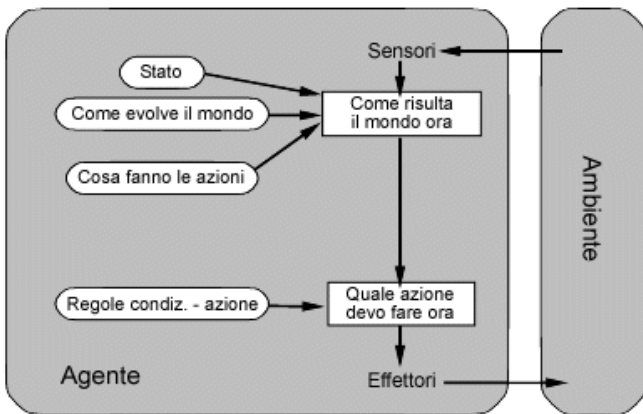 Sensori
Stato
Come risulta
il mondo ora
Come evolve il mondo
Cosa fanno le azioni
Ambiente
Quale azione
devo fare ora
Regole condiz. - azione
Agente
Effettori